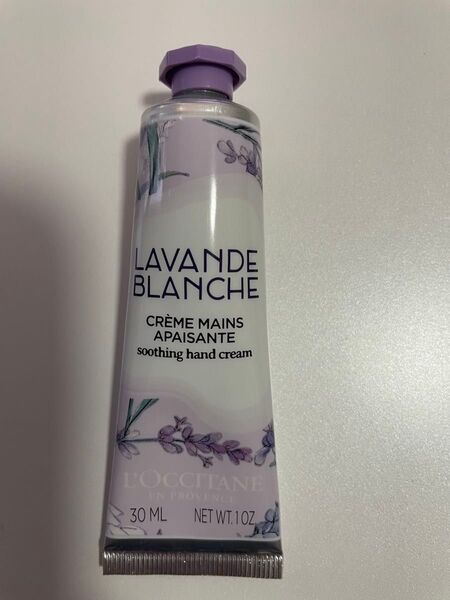 LAVANDE
BLANCHE
CRÈME MAINS
APAISANTE
soothing hand cream
L'OCCITANE
EN PROVENCE
30 ML NET WT. 1 OZ